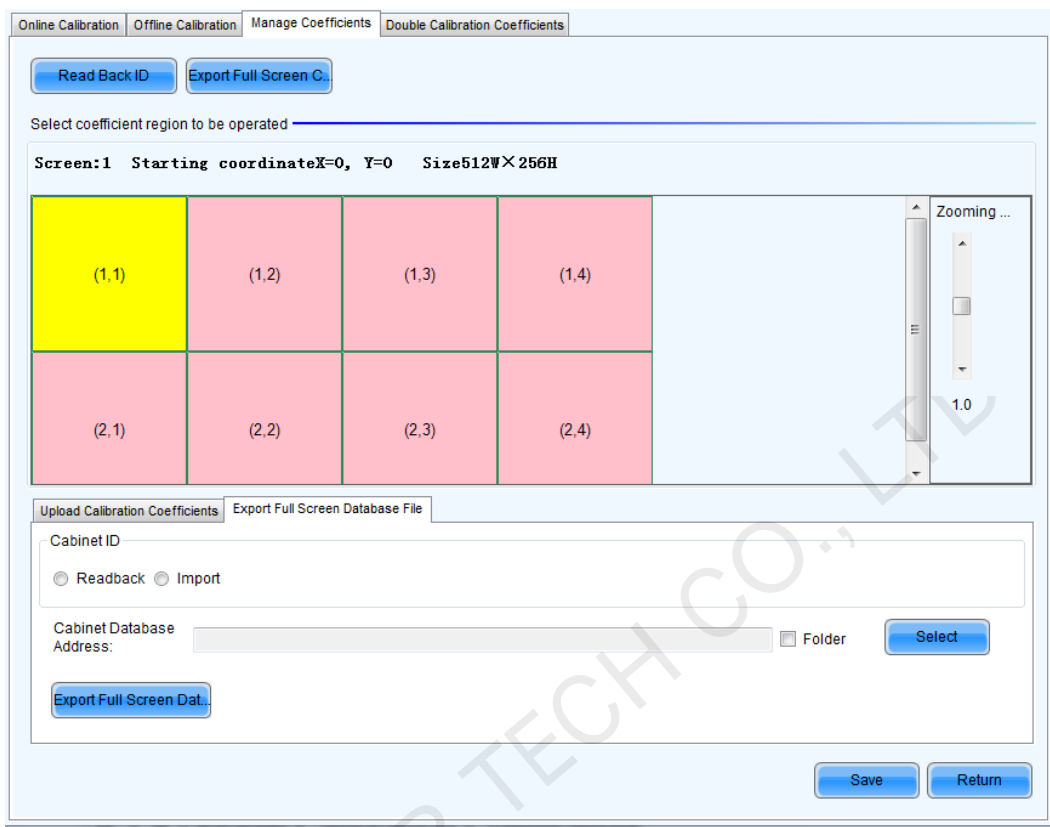 Online Calibration Offline Calibration Manage Coefficients Double Calibration Coefficients
Read Back ID Export Full Screen C..
Select coefficient region to be operated
Screen:1 Starting coordinateX=0, Y=0 Size512W×256H
(1,1) (1,2) (1,3) (1,4)
Zooming ...
1.0
(2,1) (2,2) (2,3) (2,4)
Upload Calibration Coefficients Export Full Screen Database File
Cabinet ID
Readback Import
Cabinet Database
Address:
Folder Select
Export Full Screen Dat..
Save Return
TECH CO., LTD